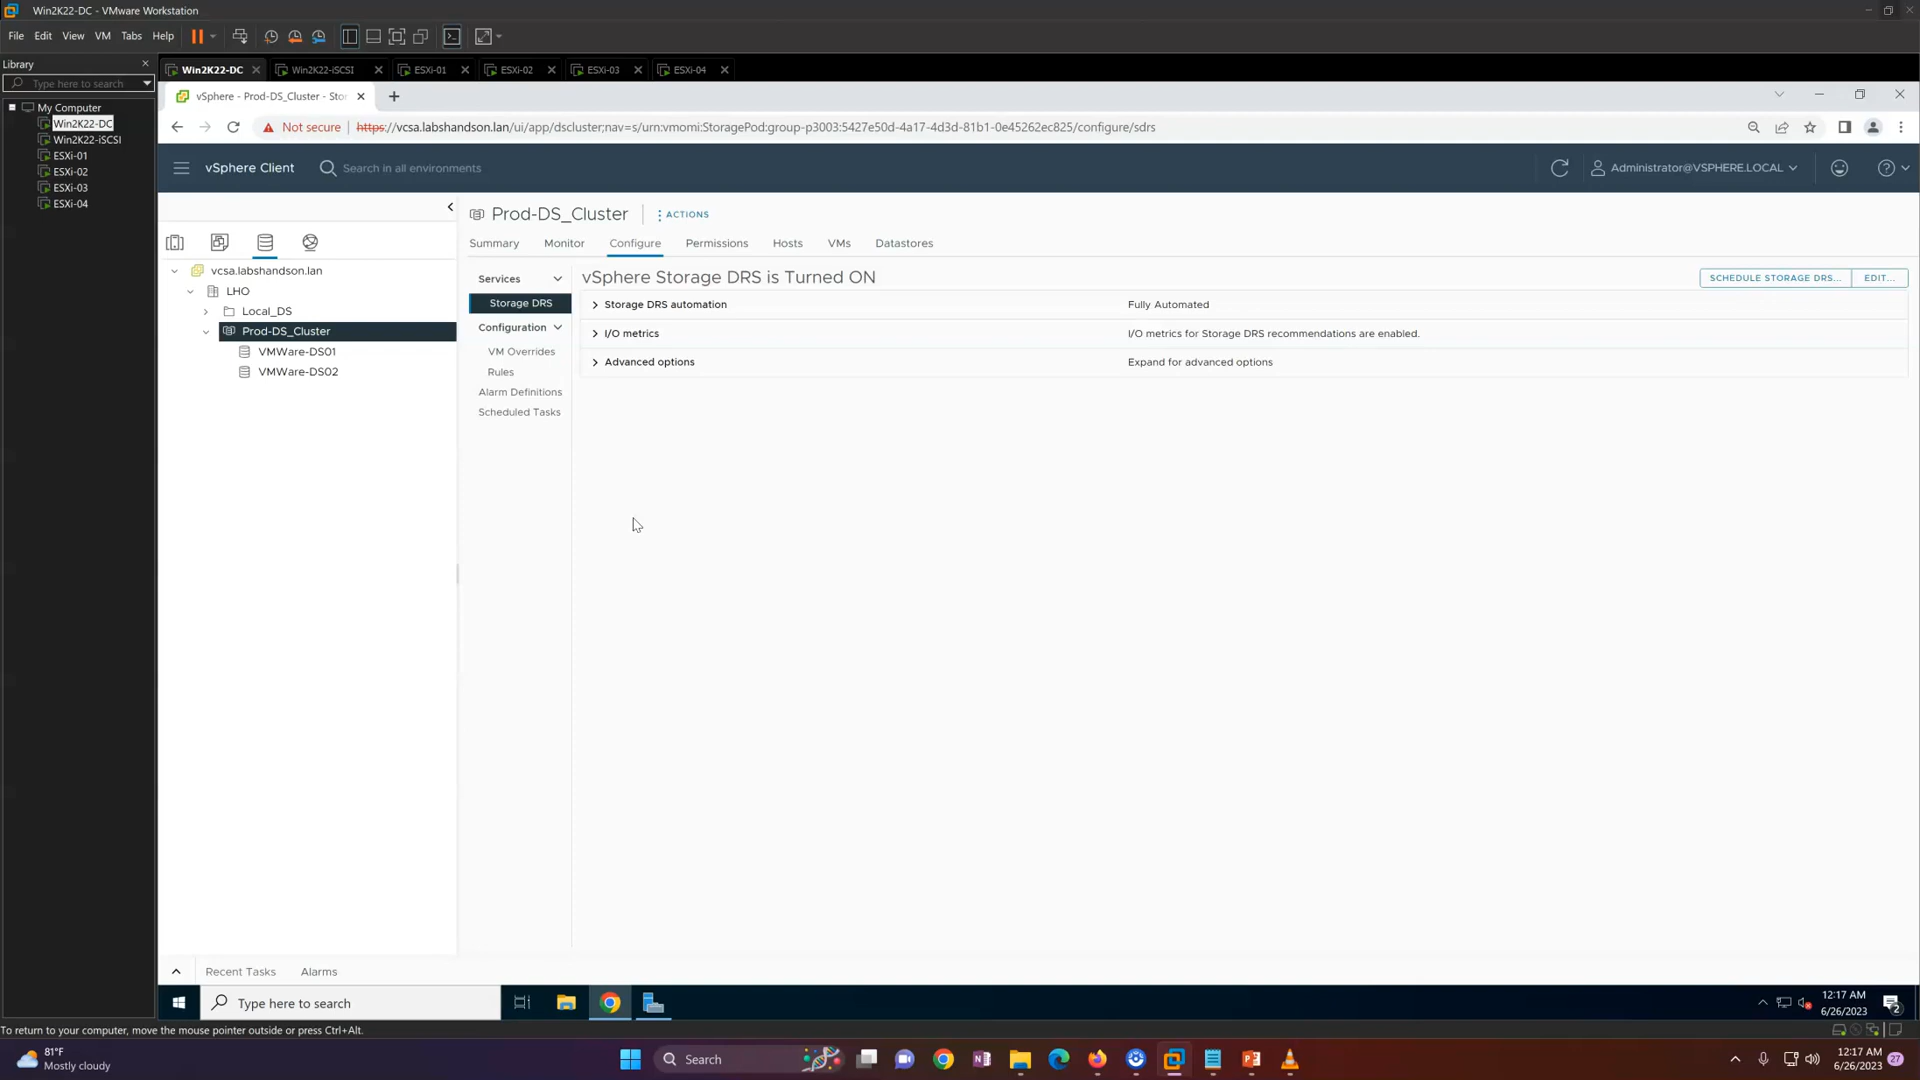 Win2K22-DC - VMware Workstation
File Edit View VM Tabs Help
Library
Type here to search
My Computer
Win2K22-DC
Win2K22-iSCSI
ESXi-01
ESXi-02
ESXi-03
ESXi-04
Win2K22-DC Win2K22-iSCSI ESXi-01 ESXi-02 ESXi-03 ESXi-04
vSphere - Prod-DS_Cluster - Stor
Not secure https://vcsa.labshandson.lan/ui/app/dscluster;nav=s/urn:vmomi:StoragePod:group-p3003:5427e50d-4a17-4d3d-81b1-0e45262ec825/configure/sdrs
vSphere Client Search in all environments Administrator@VSPHERE.LOCAL
vcsa.labshandson.lan
LHO
Local_DS
Prod-DS_Cluster
VMWare-DS01
VMWare-DS02
Prod-DS_Cluster ACTIONS
Summary Monitor Configure Permissions Hosts VMs Datastores
Services
Storage DRS
Configuration
VM Overrides
Rules
Alarm Definitions
Scheduled Tasks
vSphere Storage DRS is Turned ON SCHEDULE STORAGE DRS... EDIT...
Storage DRS automation Fully Automated
I/O metrics I/O metrics for Storage DRS recommendations are enabled.
Advanced options Expand for advanced options
Recent Tasks Alarms
Type here to search
12:17 AM
6/26/2023
2
To return to your computer, move the mouse pointer outside or press Ctrl+Alt.
81°F
Mostly cloudy
Search
12:17 AM
6/26/2023
27